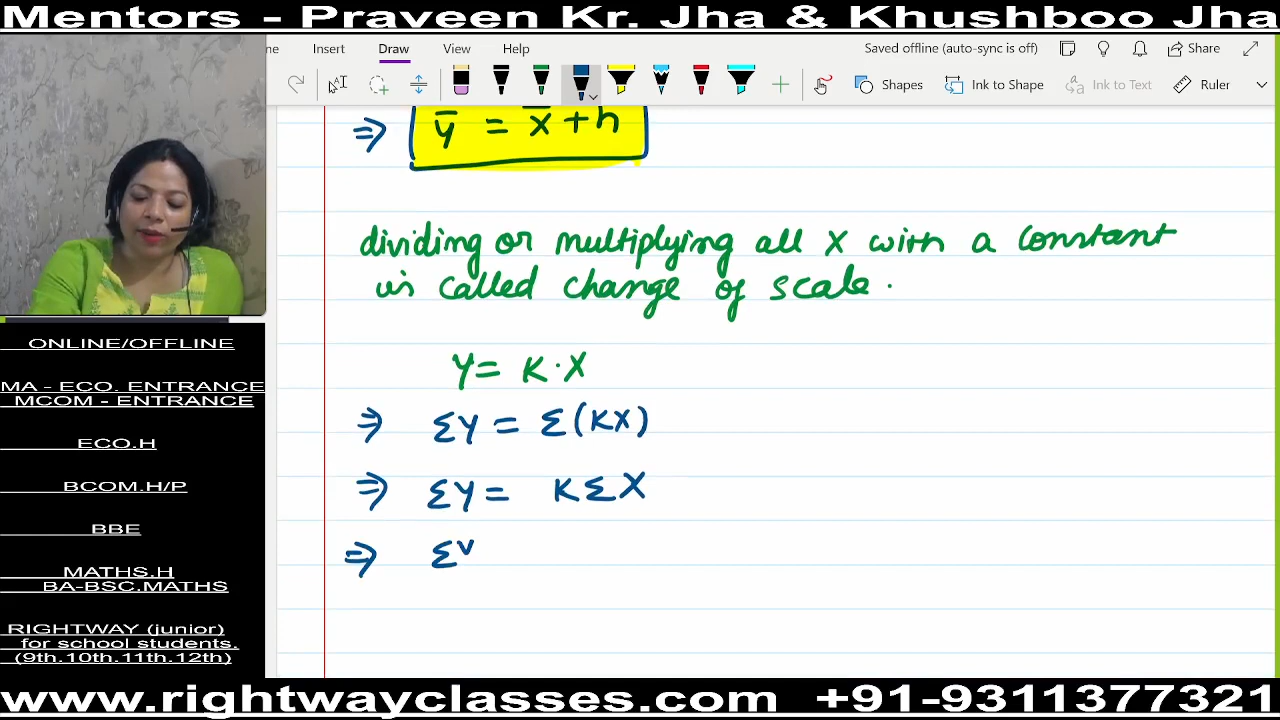 Mentors - Praveen Kr. Jha & Khushboo Jha
Insert Draw View Help
Saved offline (auto-sync is off)
Share
Shapes
Ink to Shape
Ink to Text
Ruler
⇒ ȳ = x̄ + h
dividing or multiplying all X with a constant
is called change of scale.
Y = K·X
⇒ ΣY = Σ(KX)
⇒ ΣY = KΣX
⇒ Σ
ONLINE/OFFLINE
MA - ECO. ENTRANCE
MCOM - ENTRANCE
ECO.H
BCOM.H/P
BBE
MATHS.H
BA-BSC.MATHS
RIGHTWAY (junior)
for school students.
(9th.10th.11th.12th)
www.rightwayclasses.com +91-9311377321